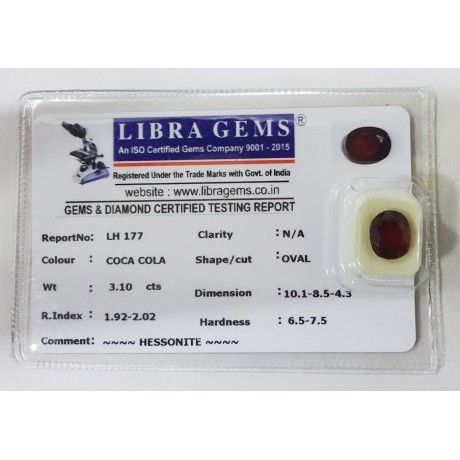 LIBRA GEMS ®
An ISO Certified Gems Company 9001 - 2015
Registered Under the Trade Marks with Govt. of India
website : www.libragems.co.in
GEMS & DIAMOND CERTIFIED TESTING REPORT
ReportNo: LH 177 Clarity : N/A
Colour : COCA COLA Shape/cut : OVAL
Wt : 3.10 cts Dimension : 10.1-8.5-4.3
R.Index : 1.92-2.02 Hardness : 6.5-7.5
Comment: ~~~~ HESSONITE ~~~~